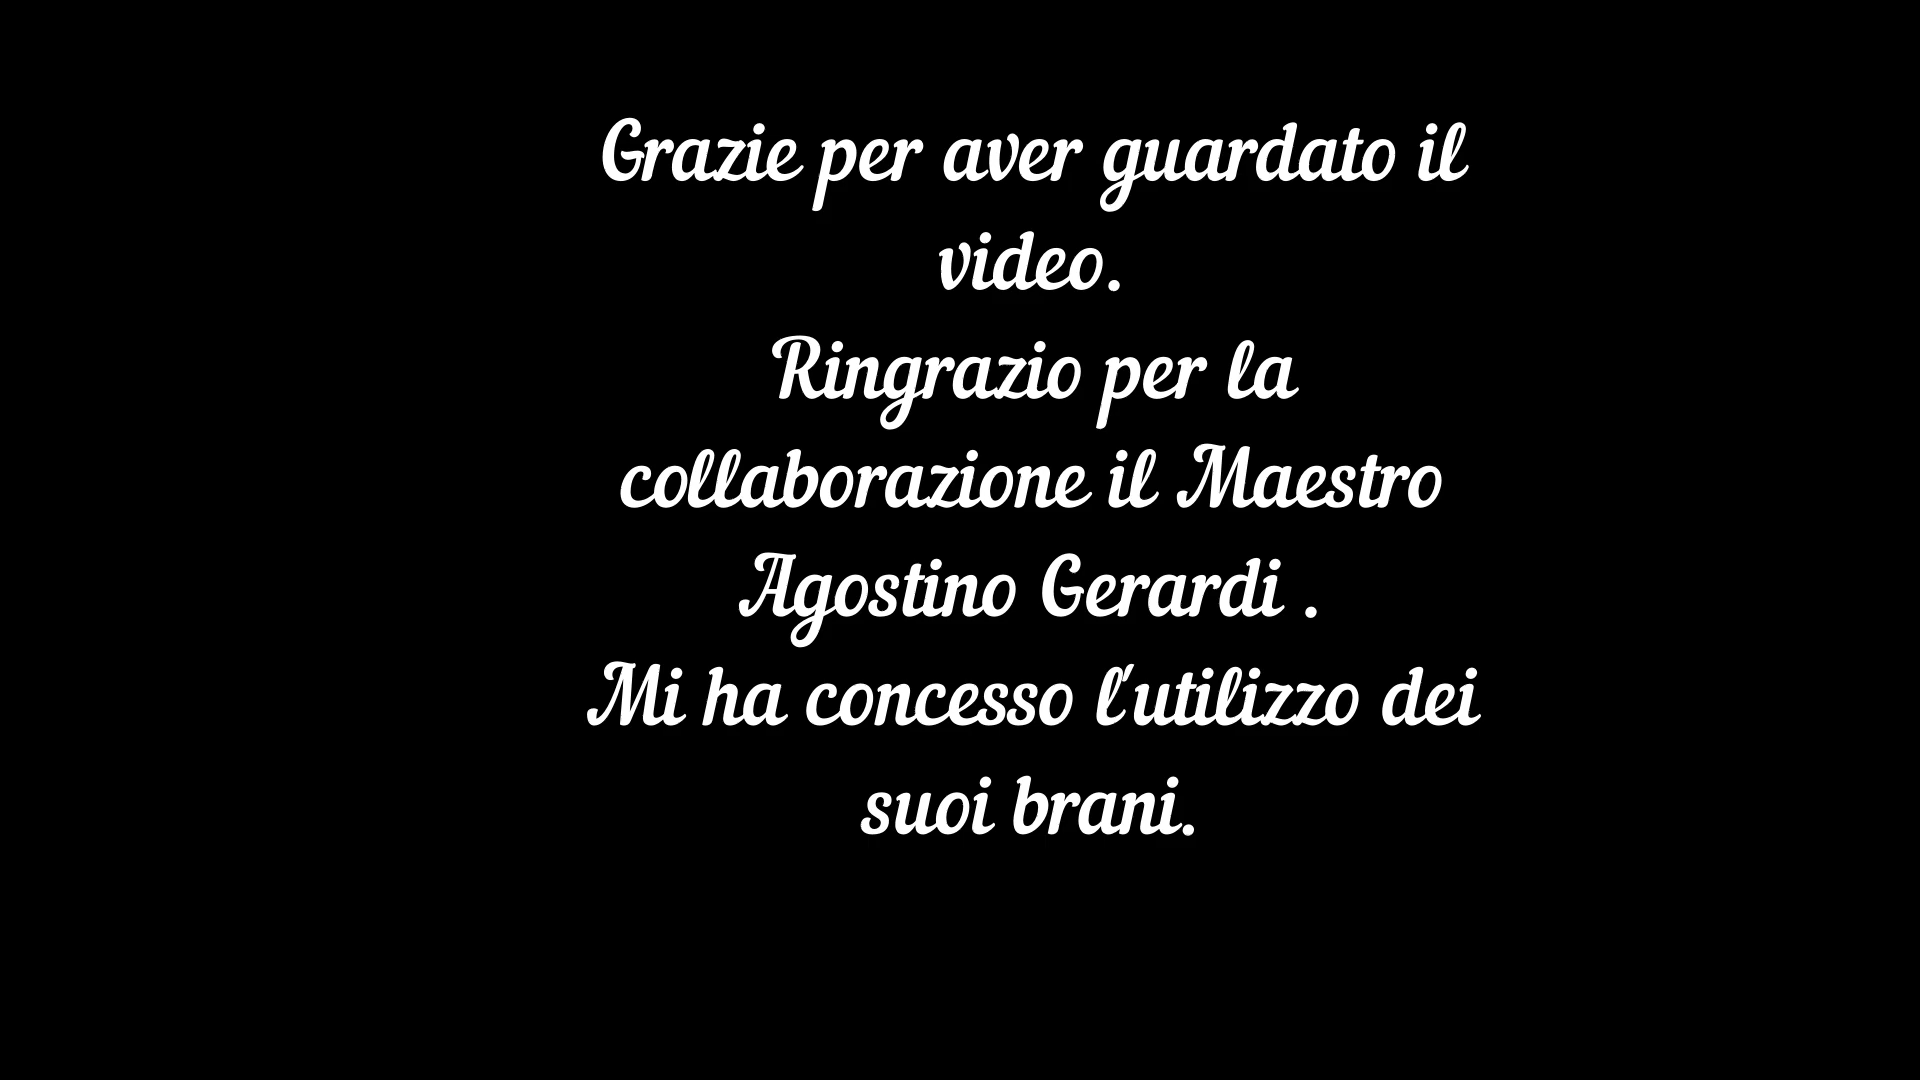 Grazie per aver guardato il
video.
Ringrazio per la
collaborazione il Maestro
Agostino Gerardi .
Mi ha concesso l'utilizzo dei
suoi brani.